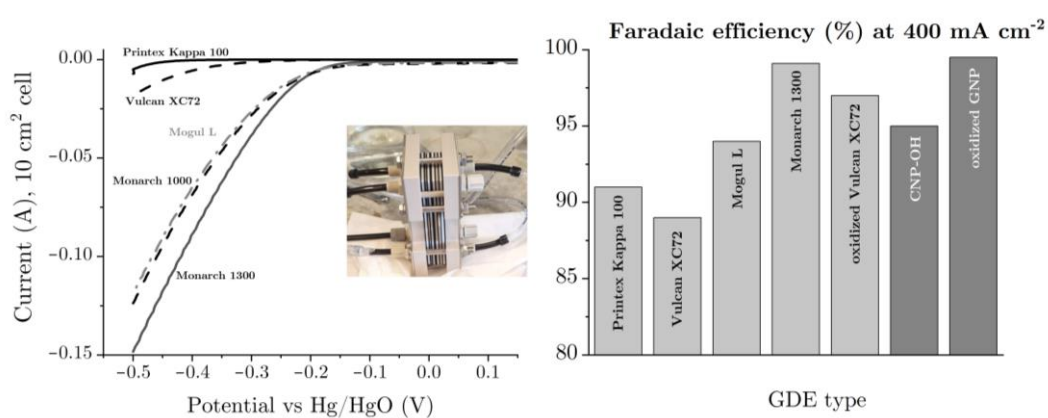 0.00
−0.05
−0.10
−0.15
Current (A), 10 cm² cell
−0.5 −0.4 −0.3 −0.2 −0.1 0.0 0.1
Potential vs Hg/HgO (V)
Printex Kappa 100
Vulcan XC72
Mogul L
Monarch 1000
Monarch 1300
Faradaic efficiency (%) at 400 mA cm⁻²
100
95
90
85
80
Printex Kappa 100
Vulcan XC72
Mogul L
Monarch 1300
oxidized Vulcan XC72
CNP-OH
oxidized GNP
GDE type